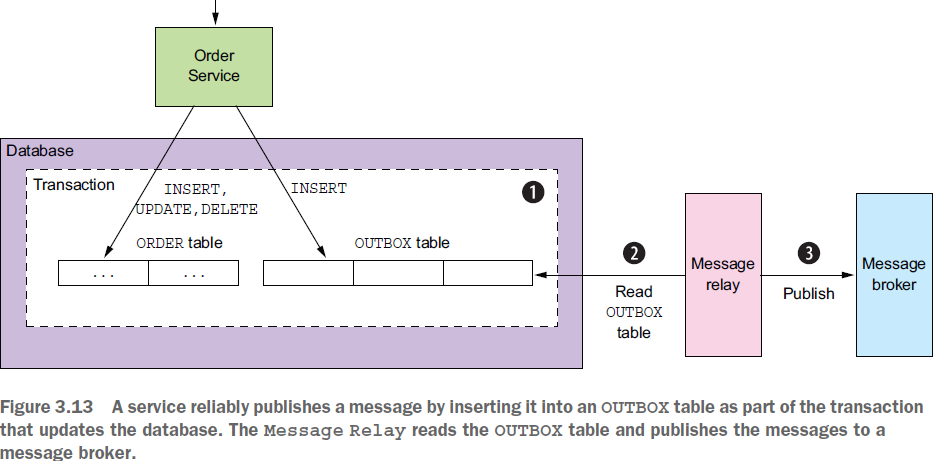 Order
Service
Database
Transaction
INSERT,
UPDATE,DELETE
INSERT
1
ORDER table
OUTBOX table
...
...
2
Read
OUTBOX
table
Message
relay
3
Publish
Message
broker
Figure 3.13 A service reliably publishes a message by inserting it into an OUTBOX table as part of the transaction
that updates the database. The Message Relay reads the OUTBOX table and publishes the messages to a
message broker.